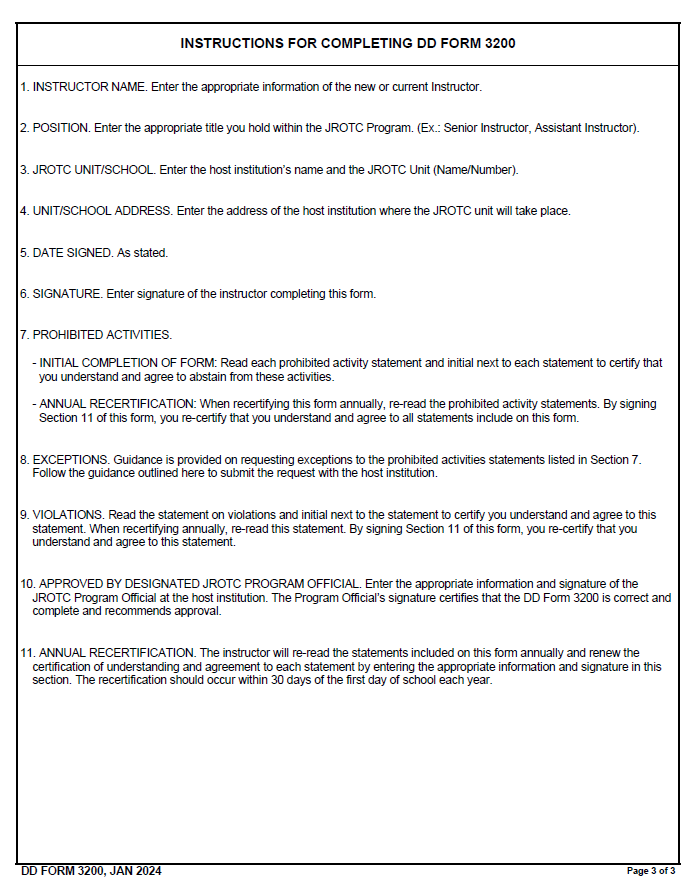 INSTRUCTIONS FOR COMPLETING DD FORM 3200
1. INSTRUCTOR NAME. Enter the appropriate information of the new or current Instructor.
2. POSITION. Enter the appropriate title you hold within the JROTC Program. (Ex.: Senior Instructor, Assistant Instructor).
3. JROTC UNIT/SCHOOL. Enter the host institution's name and the JROTC Unit (Name/Number).
4. UNIT/SCHOOL ADDRESS. Enter the address of the host institution where the JROTC unit will take place.
5. DATE SIGNED. As stated.
6. SIGNATURE. Enter signature of the instructor completing this form.
7. PROHIBITED ACTIVITIES.
- INITIAL COMPLETION OF FORM: Read each prohibited activity statement and initial next to each statement to certify that
you understand and agree to abstain from these activities.
- ANNUAL RECERTIFICATION: When recertifying this form annually, re-read the prohibited activity statements. By signing
Section 11 of this form, you re-certify that you understand and agree to all statements include on this form.
8. EXCEPTIONS. Guidance is provided on requesting exceptions to the prohibited activities statements listed in Section 7.
Follow the guidance outlined here to submit the request with the host institution.
9. VIOLATIONS. Read the statement on violations and initial next to the statement to certify you understand and agree to this
statement. When recertifying annually, re-read this statement. By signing Section 11 of this form, you re-certify that you
understand and agree to this statement.
10. APPROVED BY DESIGNATED JROTC PROGRAM OFFICIAL. Enter the appropriate information and signature of the
JROTC Program Official at the host institution. The Program Official's signature certifies that the DD Form 3200 is correct and
complete and recommends approval.
11. ANNUAL RECERTIFICATION. The instructor will re-read the statements included on this form annually and renew the
certification of understanding and agreement to each statement by entering the appropriate information and signature in this
section. The recertification should occur within 30 days of the first day of school each year.
DD FORM 3200, JAN 2024
Page 3 of 3